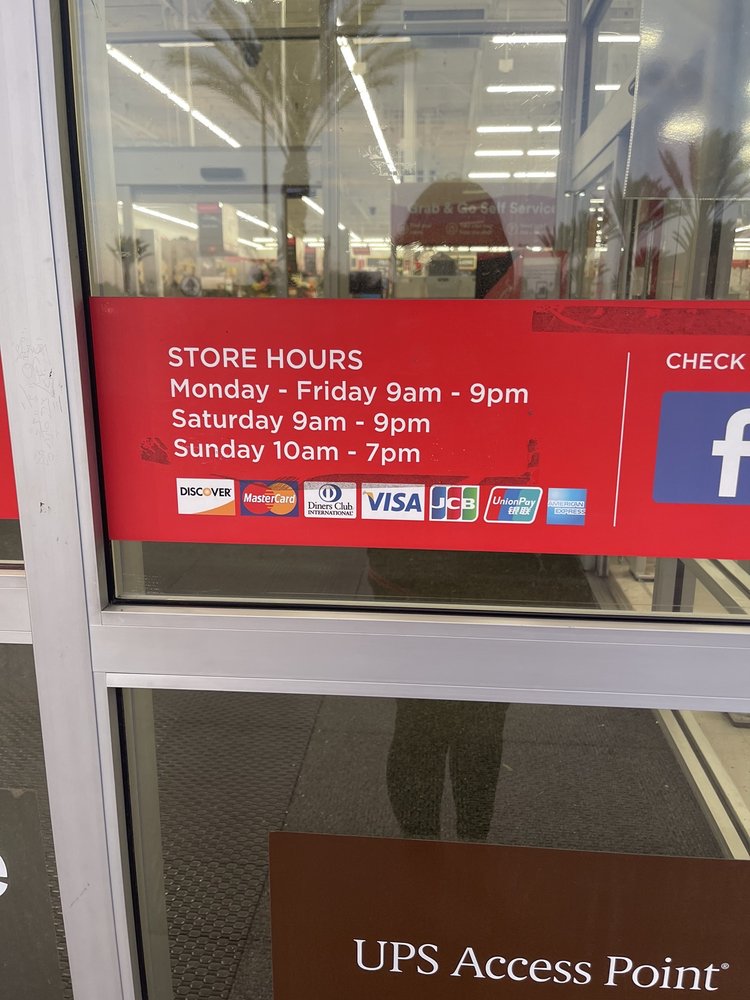 Grab & Go Self Service
STORE HOURS
Monday - Friday 9am - 9pm
Saturday 9am - 9pm
Sunday 10am - 7pm
CHECK
f
DISCOVER
MasterCard
Diners Club
INTERNATIONAL
VISA
JCB
UnionPay
银联
AMERICAN
EXPRESS
e
UPS Access Point®